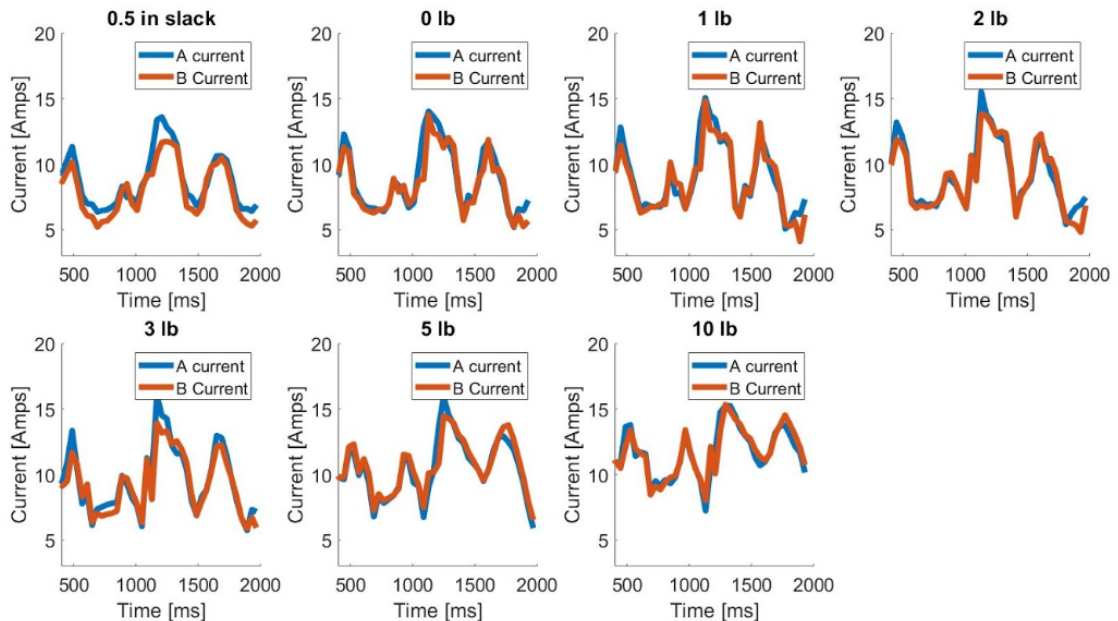 0.5 in slack
20
15
10
5
Current [Amps]
A current
B Current
500 1000 1500 2000
Time [ms]
0 lb
20
15
10
5
Current [Amps]
A current
B Current
500 1000 1500 2000
Time [ms]
1 lb
20
15
10
5
Current [Amps]
A current
B Current
500 1000 1500 2000
Time [ms]
2 lb
20
15
10
5
Current [Amps]
A current
B Current
500 1000 1500 2000
Time [ms]
3 lb
20
15
10
5
Current [Amps]
A current
B Current
500 1000 1500 2000
Time [ms]
5 lb
20
15
10
5
Current [Amps]
A current
B Current
500 1000 1500 2000
Time [ms]
10 lb
20
15
10
5
Current [Amps]
A current
B Current
500 1000 1500 2000
Time [ms]